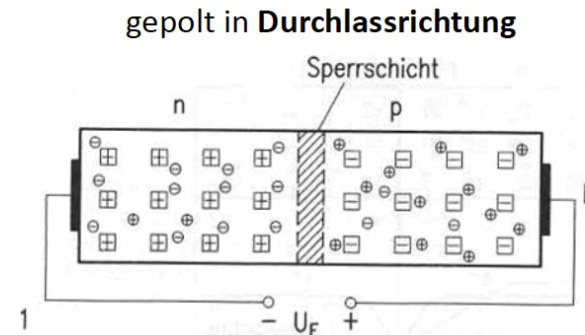 gepolt in Durchlassrichtung
Sperrschicht
n p
1 − U_F +